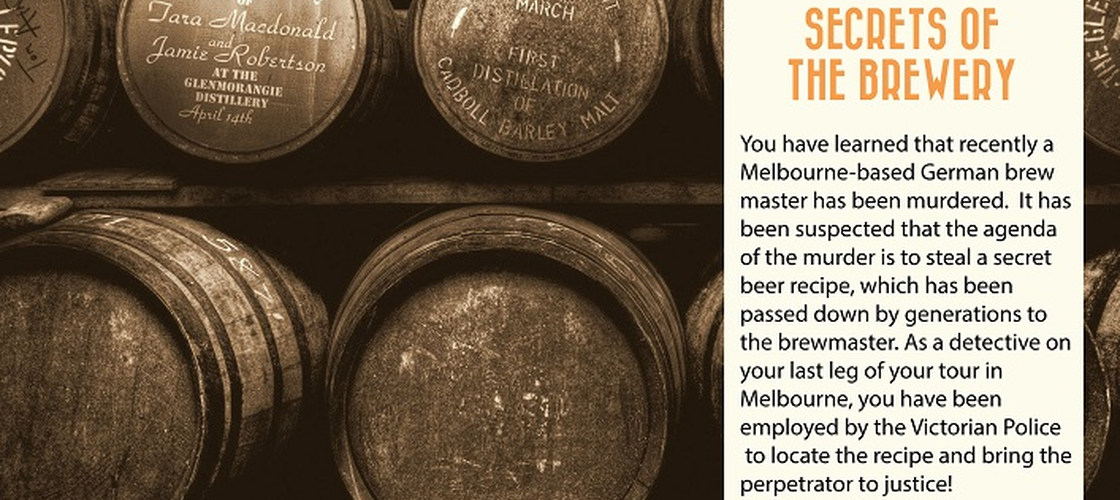 OF
Tara Macdonald
and
Jamie Robertson
AT THE
GLENMORANGIE
DISTILLERY
April 14th
MARCH
FIRST
DISTILLATION
OF
CADBOLL BARLEY MALT
SECRETS OF
THE BREWERY
You have learned that recently a
Melbourne-based German brew
master has been murdered.  It has
been suspected that the agenda
of the murder is to steal a secret
beer recipe, which has been
passed down by generations to
the brewmaster. As a detective on
your last leg of your tour in
Melbourne, you have been
employed by the Victorian Police
to locate the recipe and bring the
perpetrator to justice!